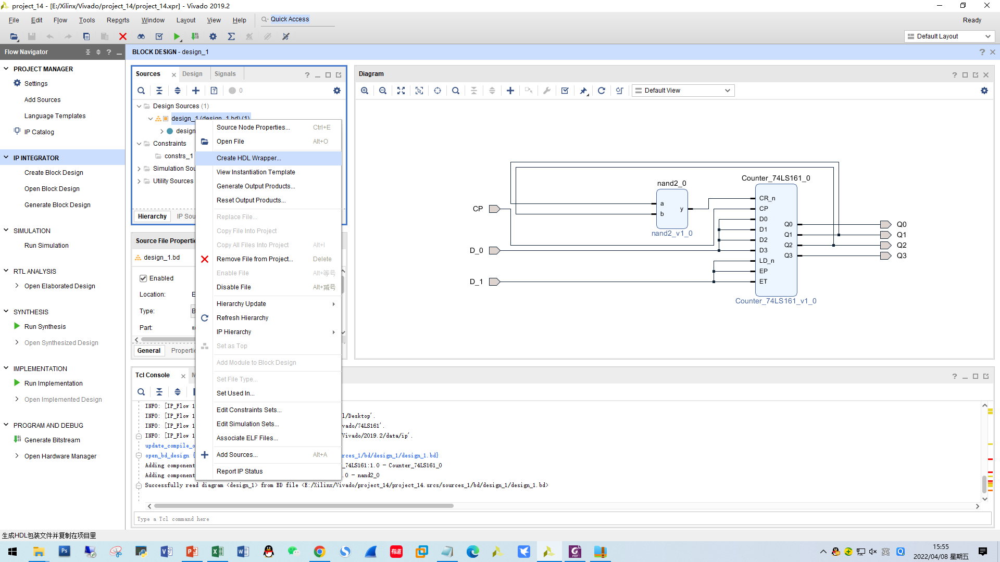 project_14 - [E:/Xilinx/Vivado/project_14/project_14.xpr] - Vivado 2019.2
File Edit Flow Tools Reports Window Layout View Help Quick Access
Ready
Default Layout
Flow Navigator
PROJECT MANAGER
Settings
Add Sources
Language Templates
IP Catalog
IP INTEGRATOR
Create Block Design
Open Block Design
Generate Block Design
SIMULATION
Run Simulation
RTL ANALYSIS
Open Elaborated Design
SYNTHESIS
Run Synthesis
Open Synthesized Design
IMPLEMENTATION
Run Implementation
Open Implemented Design
PROGRAM AND DEBUG
Generate Bitstream
Open Hardware Manager
BLOCK DESIGN - design_1
Sources Design Signals
0
Design Sources (1)
design_1 (design_1.bd) (1)
design
Constraints
constrs_1
Simulation Sou
Utility Sources
Hierarchy IP Sou
Source File Properti
design_1.bd
Enabled
Location: E
Type: B
Part: xc
General Properti
Source Node Properties... Ctrl+E
Open File Alt+O
Create HDL Wrapper...
View Instantiation Template
Generate Output Products...
Reset Output Products...
Replace File...
Copy File Into Project
Copy All Files Into Project Alt+I
Remove File from Project... Delete
Enable File Alt+等号
Disable File Alt+减号
Hierarchy Update
Refresh Hierarchy
IP Hierarchy
Set as Top
Add Module to Block Design
Set File Type...
Set Used In...
Edit Constraints Sets...
Edit Simulation Sets...
Associate ELF Files...
Add Sources... Alt+A
Report IP Status
Diagram
Default View
CP
D_0
D_1
nand2_0
a
b
y
nand2_v1_0
Counter_74LS161_0
CR_n
CP
D0
D1
D2
D3
LD_n
EP
ET
Q0
Q1
Q2
Q3
Counter_74LS161_v1_0
Q0
Q1
Q2
Q3
Tcl Console M
INFO: [IP_Flow 1
INFO: [IP_Flow 1 l/Desktop'.
INFO: [IP_Flow 1 vado/74LS161'.
INFO: [IP_Flow 1 Vivado/2019.2/data/ip'.
update_compile_o
open_bd_design { rces_1/bd/design_1/design_1.bd}
Adding component _74LS161:1.0 - Counter_74LS161_0
Adding component .0 - nand2_0
Successfully read diagram <design_1> from BD file <E:/Xilinx/Vivado/project_14/project_14.srcs/sources_1/bd/design_1/design_1.bd>
Type a Tcl command here
生成HDL包装文件并复制在项目里
英
15:55
2022/04/08 星期五